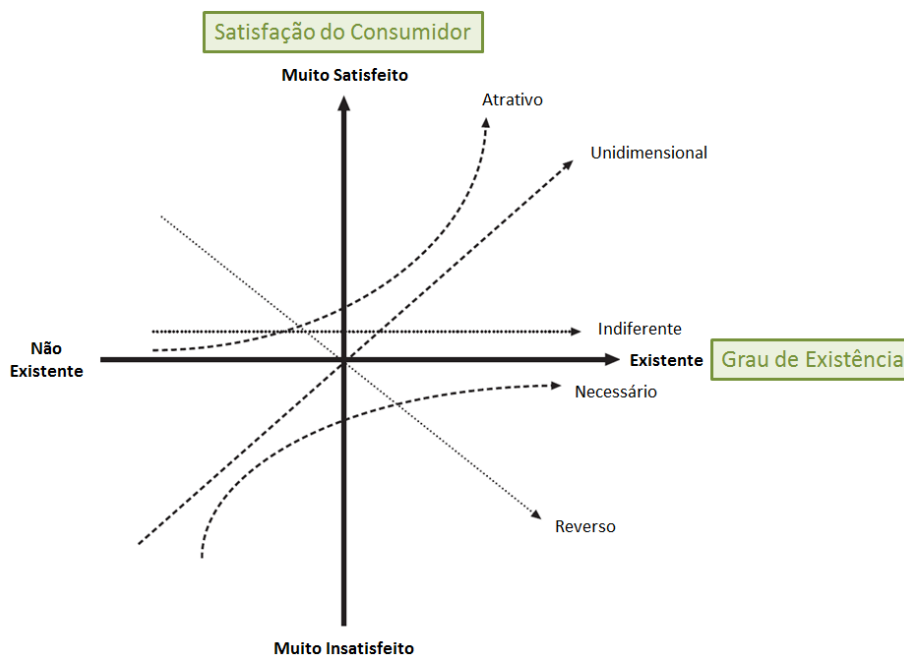 Satisfação do Consumidor
Muito Satisfeito
Atrativo
Unidimensional
Indiferente
Não
Existente
Existente
Grau de Existência
Necessário
Reverso
Muito Insatisfeito